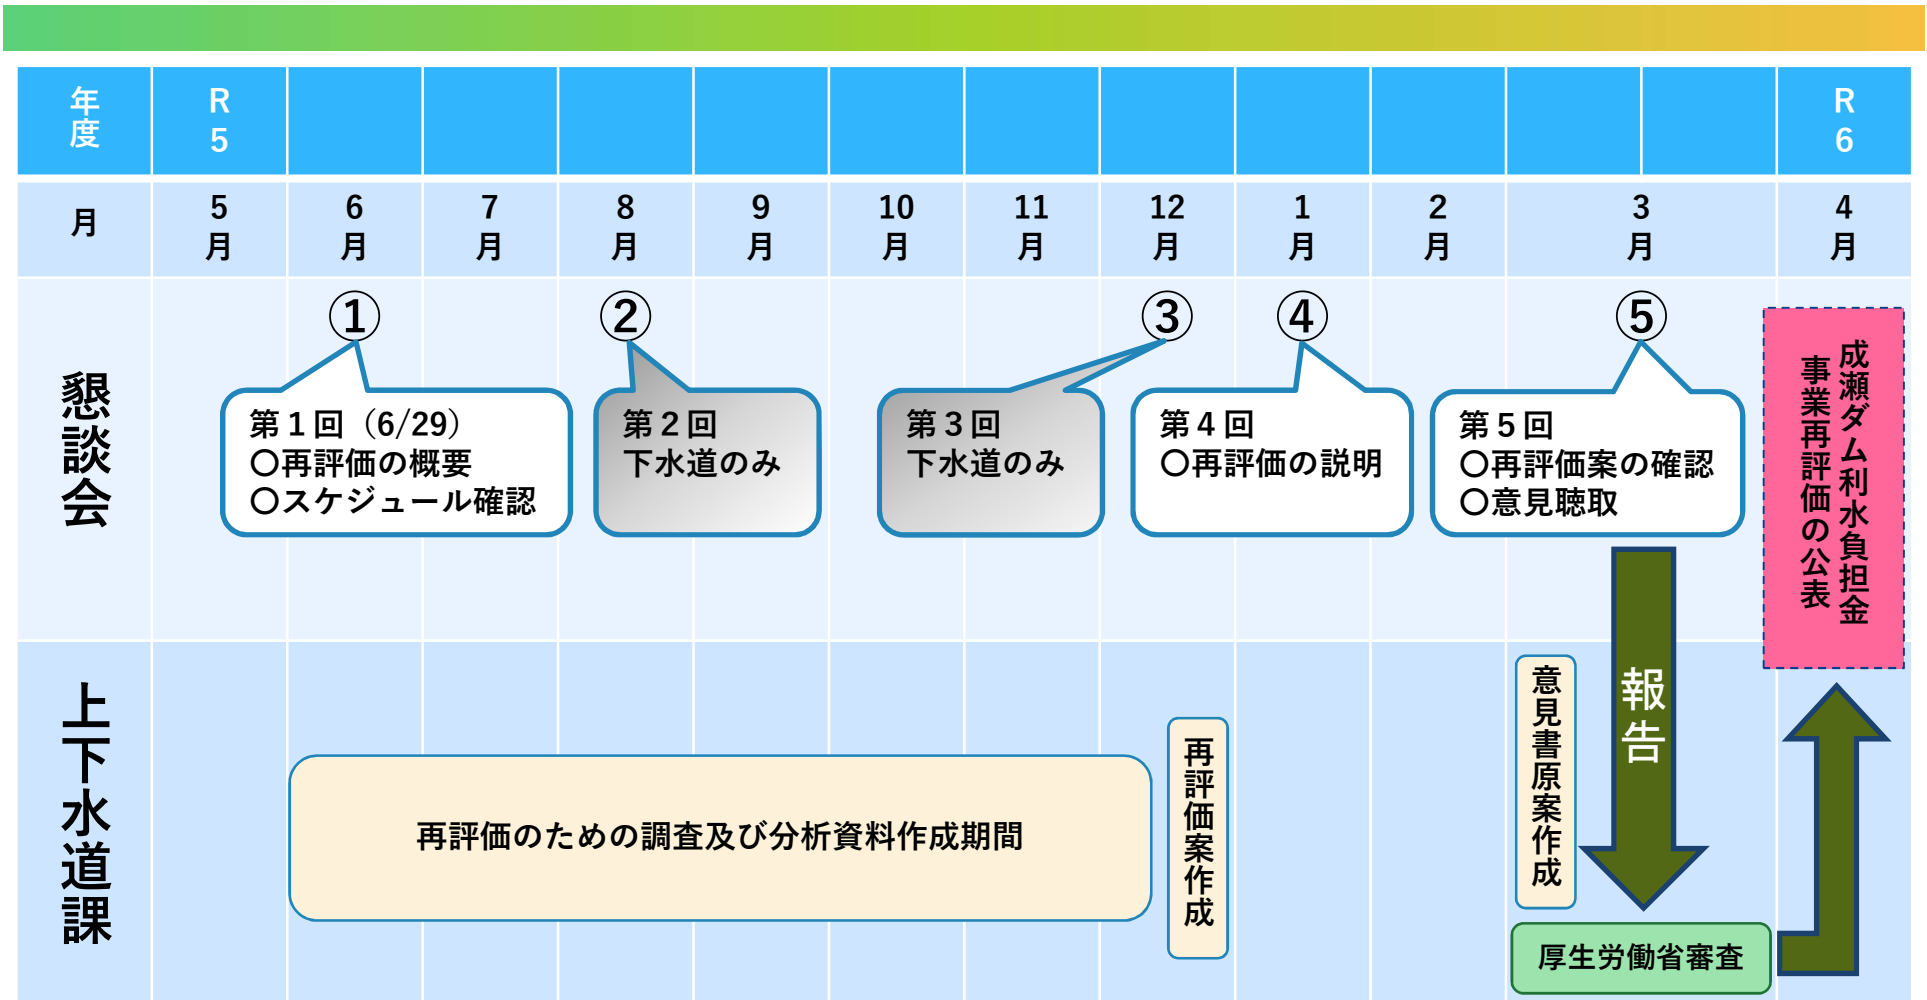 年度
R5
R6
月
5月
6月
7月
8月
9月
10月
11月
12月
1月
2月
3月
4月
懇談会
①
②
③
④
⑤
第1回（6/29）
〇再評価の概要
〇スケジュール確認
第2回
下水道のみ
第3回
下水道のみ
第4回
〇再評価の説明
第5回
〇再評価案の確認
〇意見聴取
成瀬ダム利水負担金
事業再評価の公表
上下水道課
再評価のための調査及び分析資料作成期間
再評価案作成
意見書原案作成
報告
厚生労働省審査